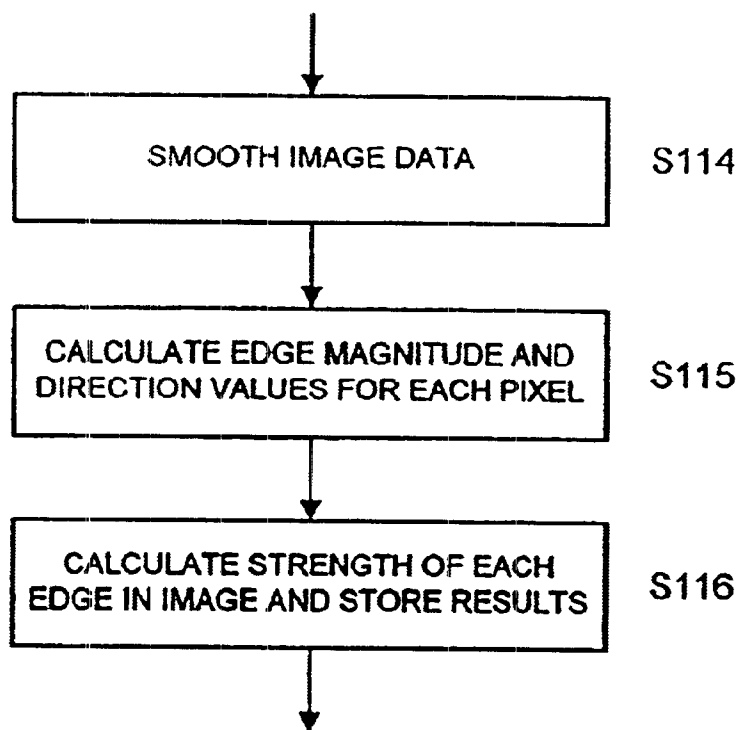 SMOOTH IMAGE DATA
S114
CALCULATE EDGE MAGNITUDE AND
DIRECTION VALUES FOR EACH PIXEL
S115
CALCULATE STRENGTH OF EACH
EDGE IN IMAGE AND STORE RESULTS
S116